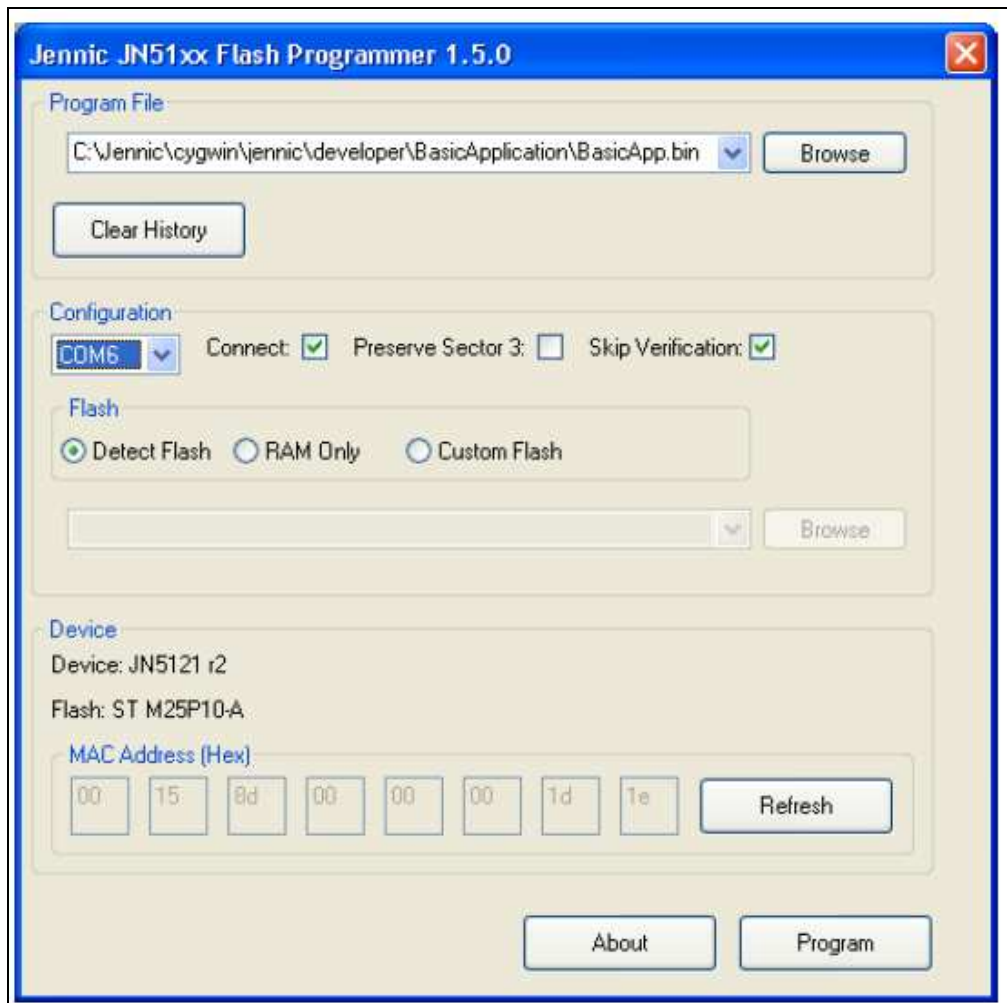 Jennic JN51xx Flash Programmer 1.5.0
Program File
C:\Jennic\cygwin\jennic\developer\BasicApplication\BasicApp.bin
Browse
Clear History
Configuration
COM6 Connect: Preserve Sector 3: Skip Verification:
Flash
Detect Flash RAM Only Custom Flash
Browse
Device
Device: JN5121 r2
Flash: ST M25P10-A
MAC Address (Hex)
00 15 8d 00 00 00 1d 1e Refresh
About Program